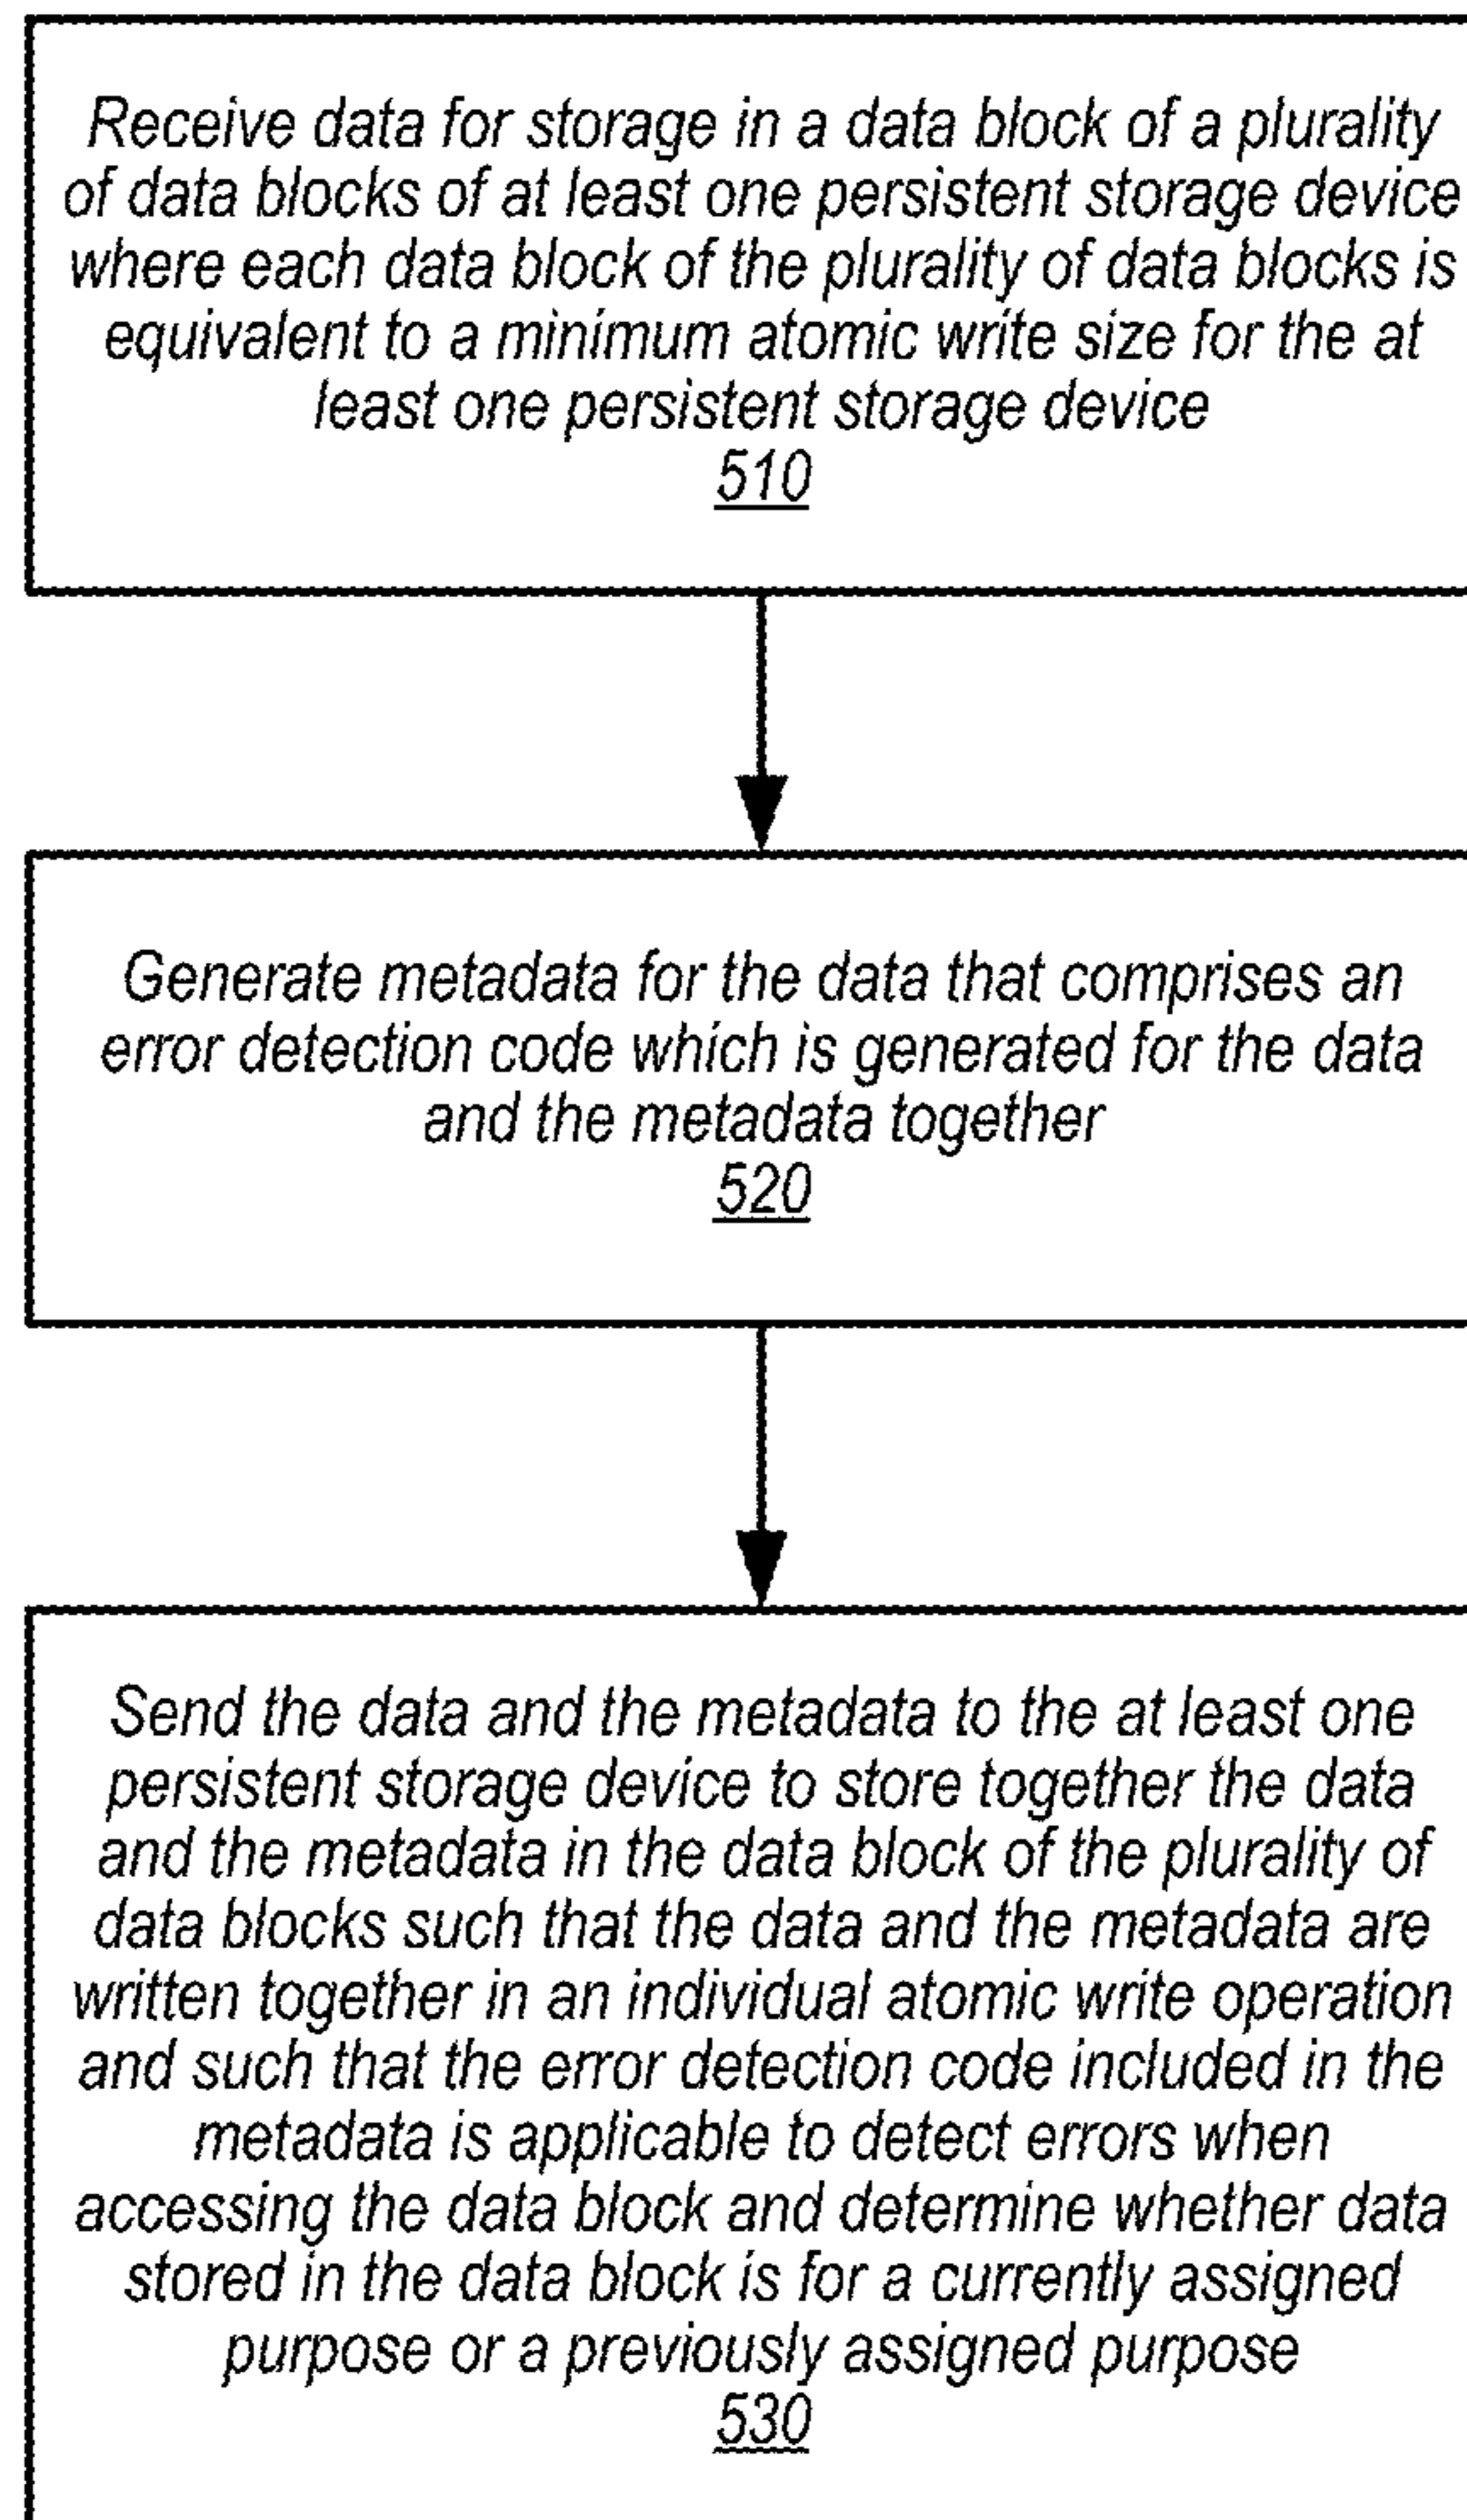 Receive data for storage in a data block of a plurality
of data blocks of at least one persistent storage device
where each data block of the plurality of data blocks is
equivalent to a minimum atomic write size for the at
least one persistent storage device
510
Generate metadata for the data that comprises an
error detection code which is generated for the data
and the metadata together
520
Send the data and the metadata to the at least one
persistent storage device to store together the data
and the metadata in the data block of the plurality of
data blocks such that the data and the metadata are
written together in an individual atomic write operation
and such that the error detection code included in the
metadata is applicable to detect errors when
accessing the data block and determine whether data
stored in the data block is for a currently assigned
purpose or a previously assigned purpose
530